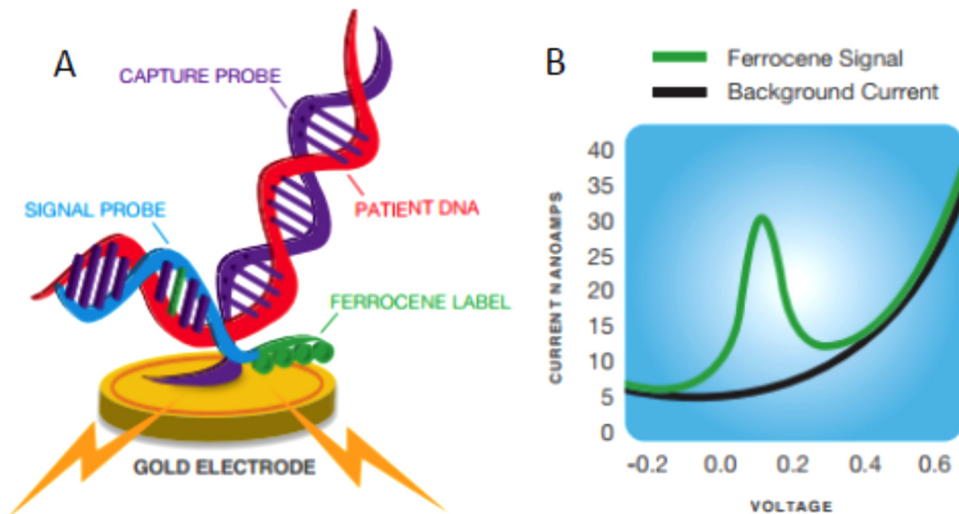 A
CAPTURE PROBE
SIGNAL PROBE
PATIENT DNA
FERROCENE LABEL
GOLD ELECTRODE
B
Ferrocene Signal
Background Current
CURRENT NANOAMPS
40
35
30
25
20
15
10
5
0
-0.2 0.0 0.2 0.4 0.6
VOLTAGE